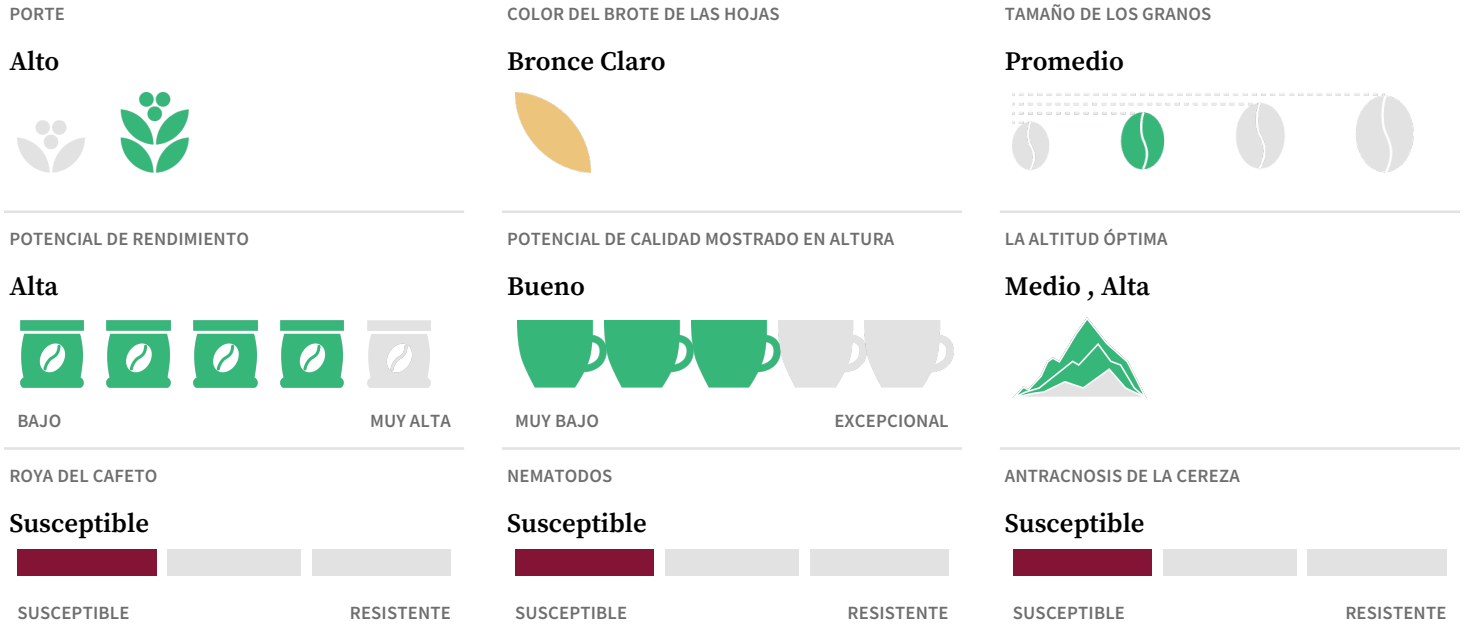 PORTE
Alto
COLOR DEL BROTE DE LAS HOJAS
Bronce Claro
TAMAÑO DE LOS GRANOS
Promedio
POTENCIAL DE RENDIMIENTO
Alta
BAJO
MUY ALTA
POTENCIAL DE CALIDAD MOSTRADO EN ALTURA
Bueno
MUY BAJO
EXCEPCIONAL
LA ALTITUD ÓPTIMA
Medio , Alta
ROYA DEL CAFETO
Susceptible
SUSCEPTIBLE
RESISTENTE
NEMATODOS
Susceptible
SUSCEPTIBLE
RESISTENTE
ANTRACNOSIS DE LA CEREZA
Susceptible
SUSCEPTIBLE
RESISTENTE